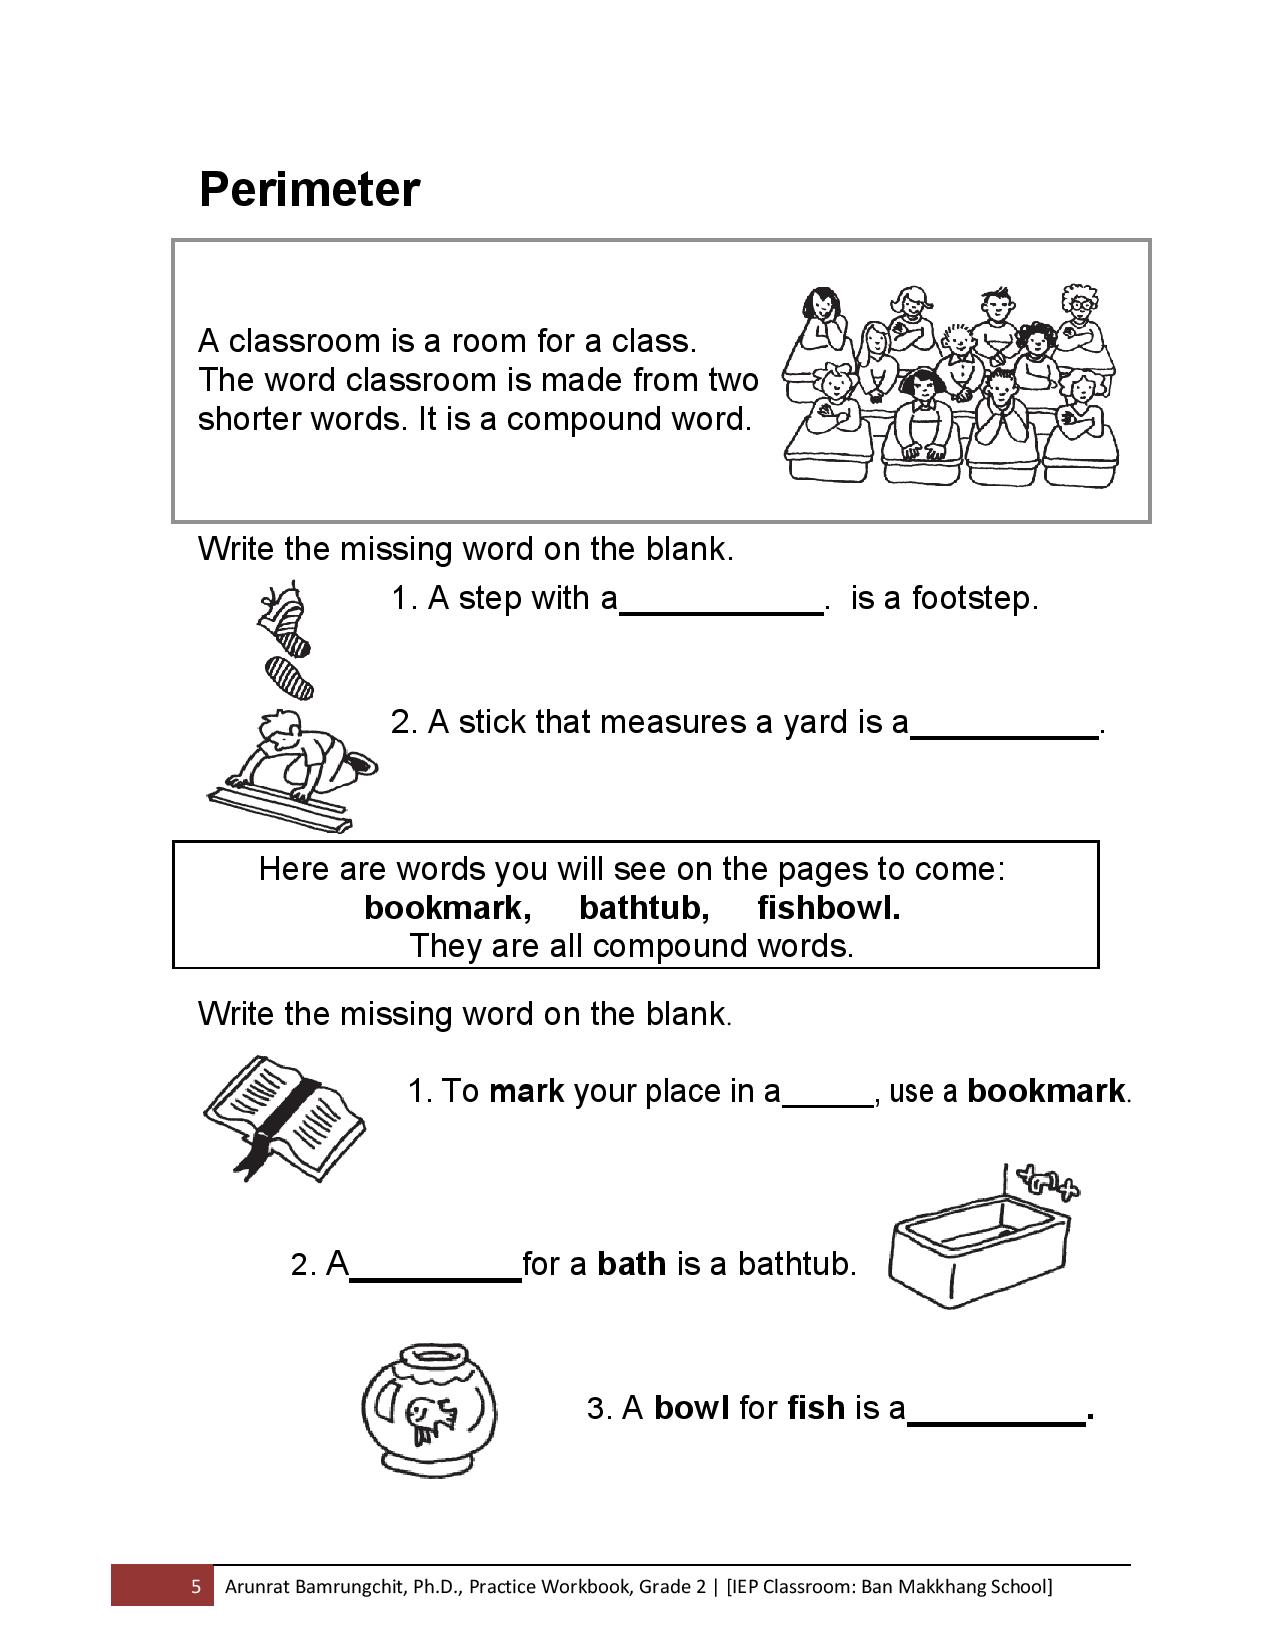 Perimeter
A classroom is a room for a class.
The word classroom is made from two
shorter words. It is a compound word.
Write the missing word on the blank.
1. A step with a___________.  is a footstep.
2. A stick that measures a yard is a__________.
Here are words you will see on the pages to come:
bookmark,     bathtub,     fishbowl.
They are all compound words.
Write the missing word on the blank.
1. To mark your place in a_____, use a bookmark.
2. A_________for a bath is a bathtub.
3. A bowl for fish is a_________.
5 Arunrat Bamrungchit, Ph.D., Practice Workbook, Grade 2 | [IEP Classroom: Ban Makkhang School]